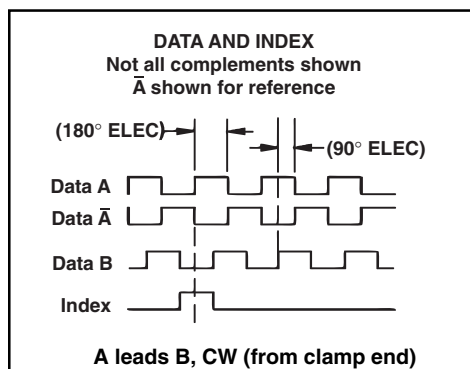 DATA AND INDEX
Not all complements shown
A̅ shown for reference
(180° ELEC)
(90° ELEC)
Data A
Data A̅
Data B
Index
A leads B, CW (from clamp end)